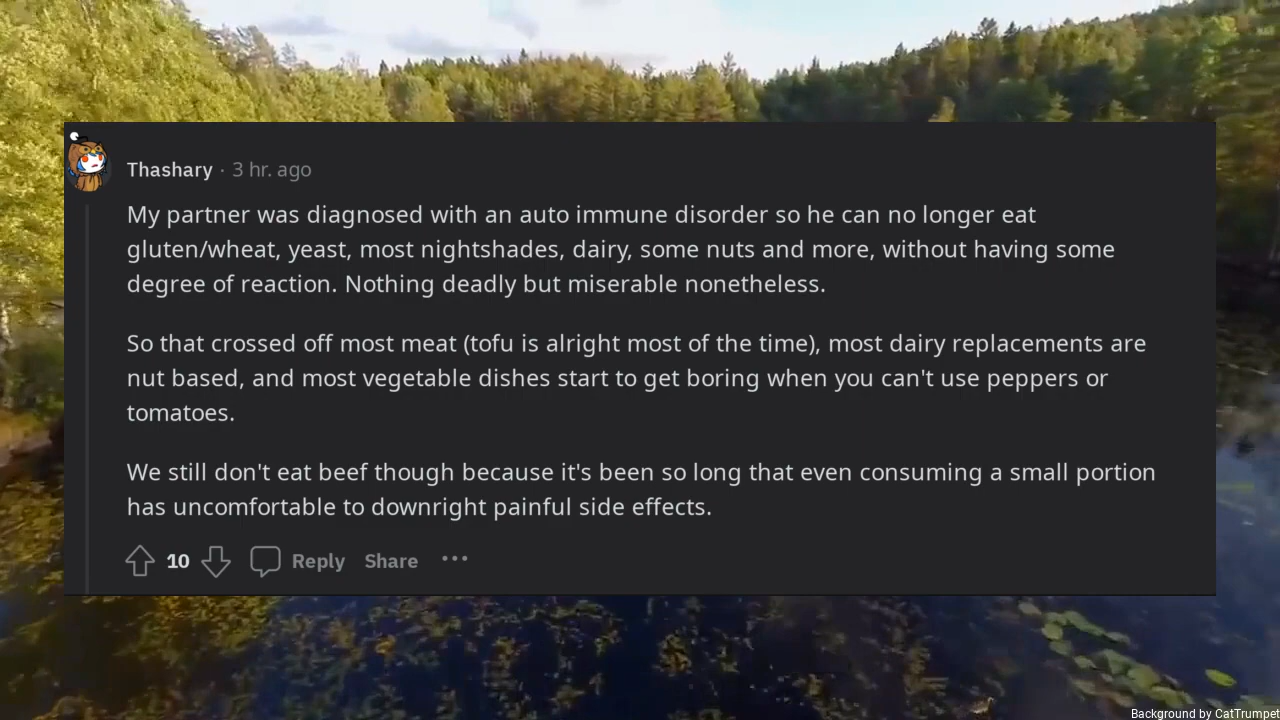 Thashary · 3 hr. ago
My partner was diagnosed with an auto immune disorder so he can no longer eat
gluten/wheat, yeast, most nightshades, dairy, some nuts and more, without having some
degree of reaction. Nothing deadly but miserable nonetheless.
So that crossed off most meat (tofu is alright most of the time), most dairy replacements are
nut based, and most vegetable dishes start to get boring when you can't use peppers or
tomatoes.
We still don't eat beef though because it's been so long that even consuming a small portion
has uncomfortable to downright painful side effects.
10 Reply Share ···
Background by CatTrumpet